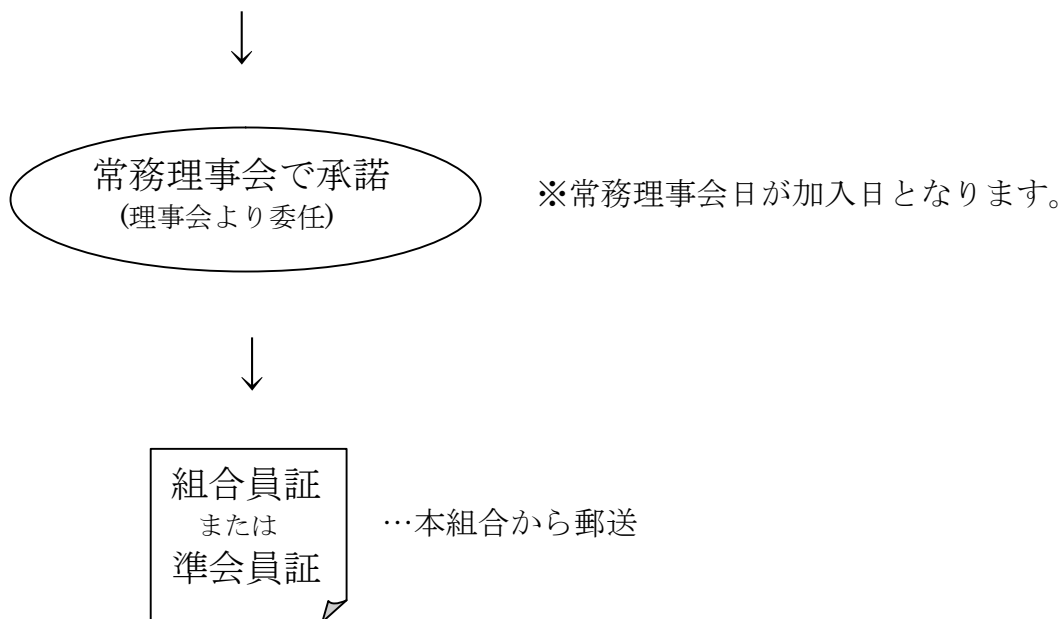 ↓
常務理事会で承諾
(理事会より委任)
※常務理事会日が加入日となります。
↓
組合員証
または
準会員証
…本組合から郵送